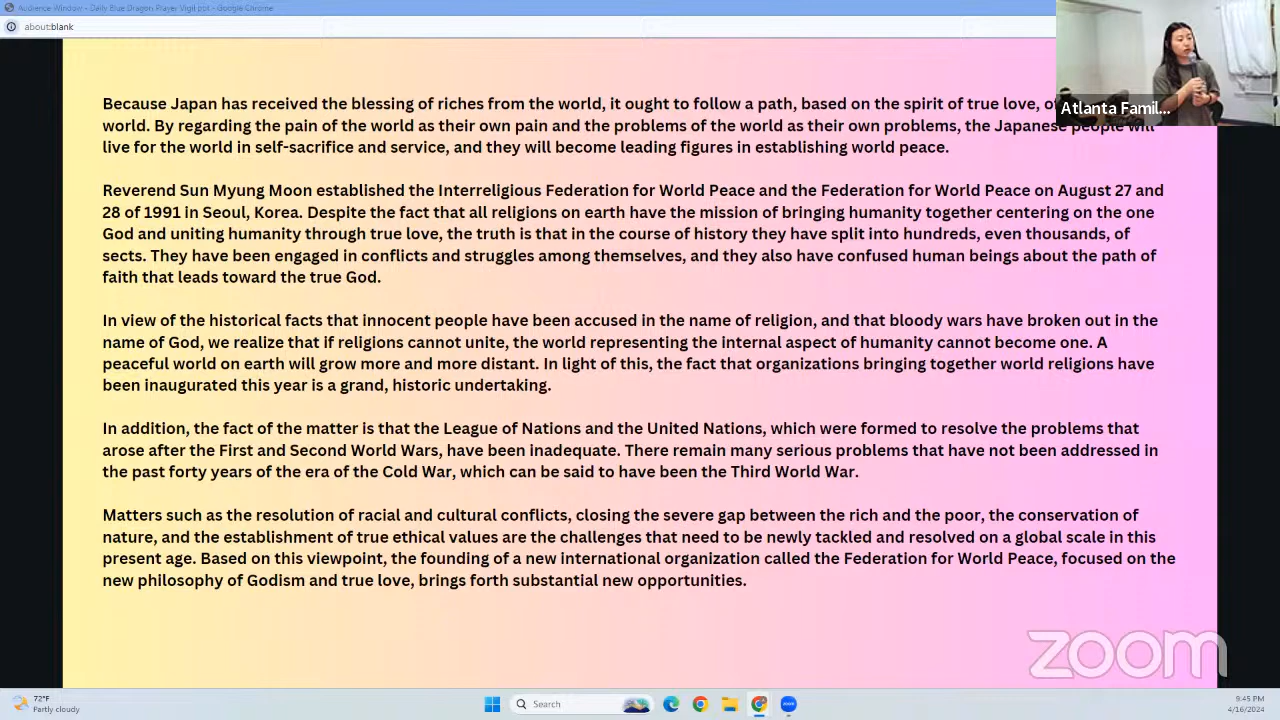 Audience Window - Daily Blue Dragon Prayer Vigil ppt - Google Chrome
about:blank
Atlanta Famil...
Because Japan has received the blessing of riches from the world, it ought to follow a path, based on the spirit of true love, o
world. By regarding the pain of the world as their own pain and the problems of the world as their own problems, the Japanese people will
live for the world in self-sacrifice and service, and they will become leading figures in establishing world peace.
Reverend Sun Myung Moon established the Interreligious Federation for World Peace and the Federation for World Peace on August 27 and
28 of 1991 in Seoul, Korea. Despite the fact that all religions on earth have the mission of bringing humanity together centering on the one
God and uniting humanity through true love, the truth is that in the course of history they have split into hundreds, even thousands, of
sects. They have been engaged in conflicts and struggles among themselves, and they also have confused human beings about the path of
faith that leads toward the true God.
In view of the historical facts that innocent people have been accused in the name of religion, and that bloody wars have broken out in the
name of God, we realize that if religions cannot unite, the world representing the internal aspect of humanity cannot become one. A
peaceful world on earth will grow more and more distant. In light of this, the fact that organizations bringing together world religions have
been inaugurated this year is a grand, historic undertaking.
In addition, the fact of the matter is that the League of Nations and the United Nations, which were formed to resolve the problems that
arose after the First and Second World Wars, have been inadequate. There remain many serious problems that have not been addressed in
the past forty years of the era of the Cold War, which can be said to have been the Third World War.
Matters such as the resolution of racial and cultural conflicts, closing the severe gap between the rich and the poor, the conservation of
nature, and the establishment of true ethical values are the challenges that need to be newly tackled and resolved on a global scale in this
present age. Based on this viewpoint, the founding of a new international organization called the Federation for World Peace, focused on the
new philosophy of Godism and true love, brings forth substantial new opportunities.
zoom
72°F
Partly cloudy
Search
zoom
9:45 PM
4/16/2024